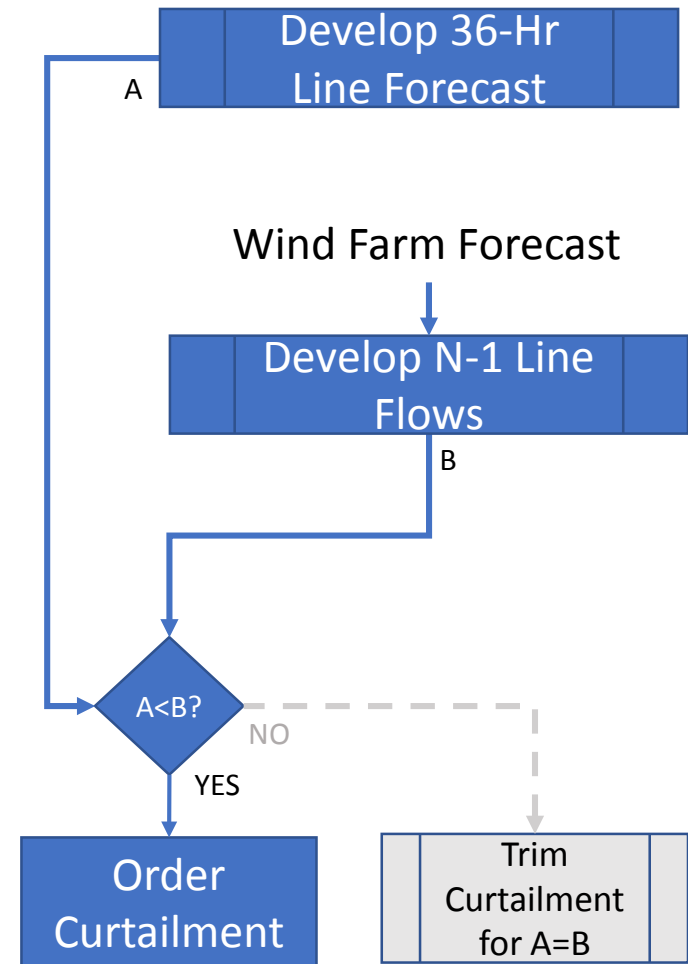 Develop 36-Hr
Line Forecast
A
Wind Farm Forecast
Develop N-1 Line
Flows
B
A<B?
NO
YES
Order
Curtailment
Trim
Curtailment
for A=B